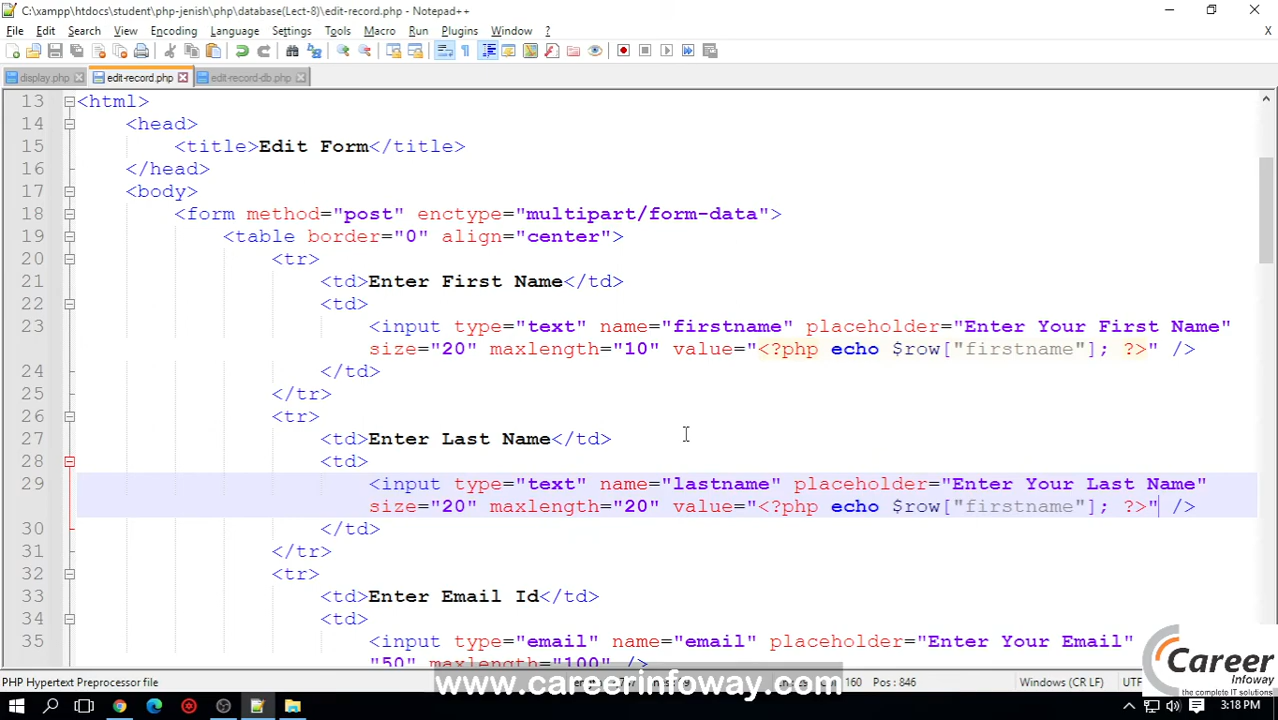 C:\xampp\htdocs\student\php-jenish\php\database(Lect-8)\edit-record.php - Notepad++
File Edit Search View Encoding Language Settings Tools Macro Run Plugins Window ?
X
display.php edit-record.php edit-record-db.php
13 <html>
14 <head>
15 <title>Edit Form</title>
16 </head>
17 <body>
18 <form method="post" enctype="multipart/form-data">
19 <table border="0" align="center">
20 <tr>
21 <td>Enter First Name</td>
22 <td>
23 <input type="text" name="firstname" placeholder="Enter Your First Name"
size="20" maxlength="10" value="<?php echo $row["firstname"]; ?>" />
24 </td>
25 </tr>
26 <tr>
27 <td>Enter Last Name</td>
28 <td>
29 <input type="text" name="lastname" placeholder="Enter Your Last Name"
size="20" maxlength="20" value="<?php echo $row["firstname"]; ?>" />
30 </td>
31 </tr>
32 <tr>
33 <td>Enter Email Id</td>
34 <td>
35 <input type="email" name="email" placeholder="Enter Your Email"
"50" maxlength="100" />
Career
Infoway
(the complete IT solutions)
PHP Hypertext Preprocessor file
www.careerinfoway.com
160 Pos : 846 Windows (CR LF) UTF
3:18 PM